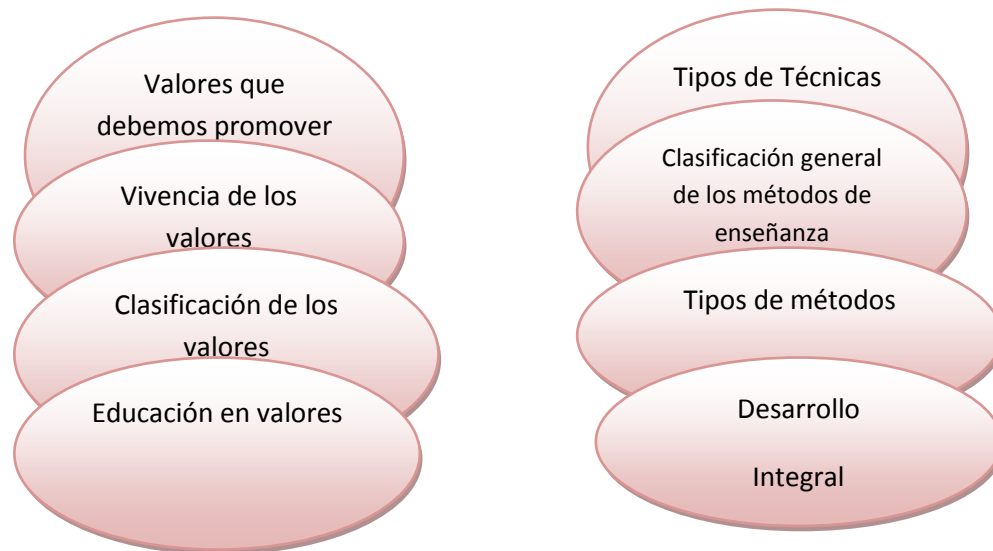 Valores que
debemos promover
Vivencia de los
valores
Clasificación de los
valores
Educación en valores
Tipos de Técnicas
Clasificación general
de los métodos de
enseñanza
Tipos de métodos
Desarrollo
Integral